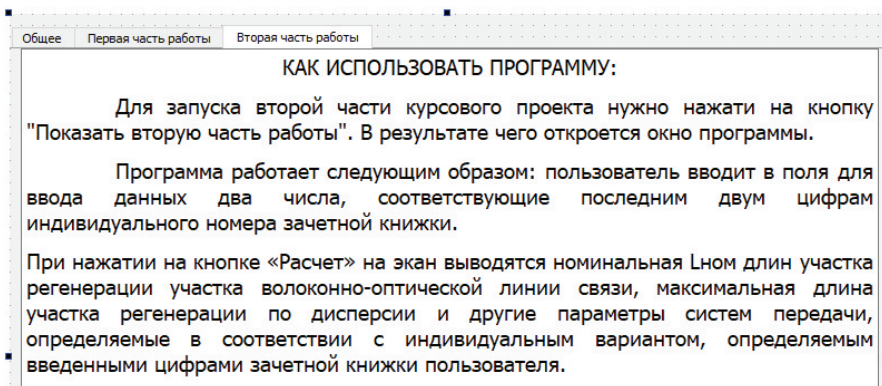 Общее Первая часть работы Вторая часть работы
КАК ИСПОЛЬЗОВАТЬ ПРОГРАММУ:
Для запуска второй части курсового проекта нужно нажати на кнопку
"Показать вторую часть работы". В результате чего откроется окно программы.
Программа работает следующим образом: пользователь вводит в поля для
ввода данных два числа, соответствующие последним двум цифрам
индивидуального номера зачетной книжки.
При нажатии на кнопке «Расчет» на экан выводятся номинальная Lном длин участка
регенерации участка волоконно-оптической линии связи, максимальная длина
участка регенерации по дисперсии и другие параметры систем передачи,
определяемые в соответствии с индивидуальным вариантом, определяемым
введенными цифрами зачетной книжки пользователя.